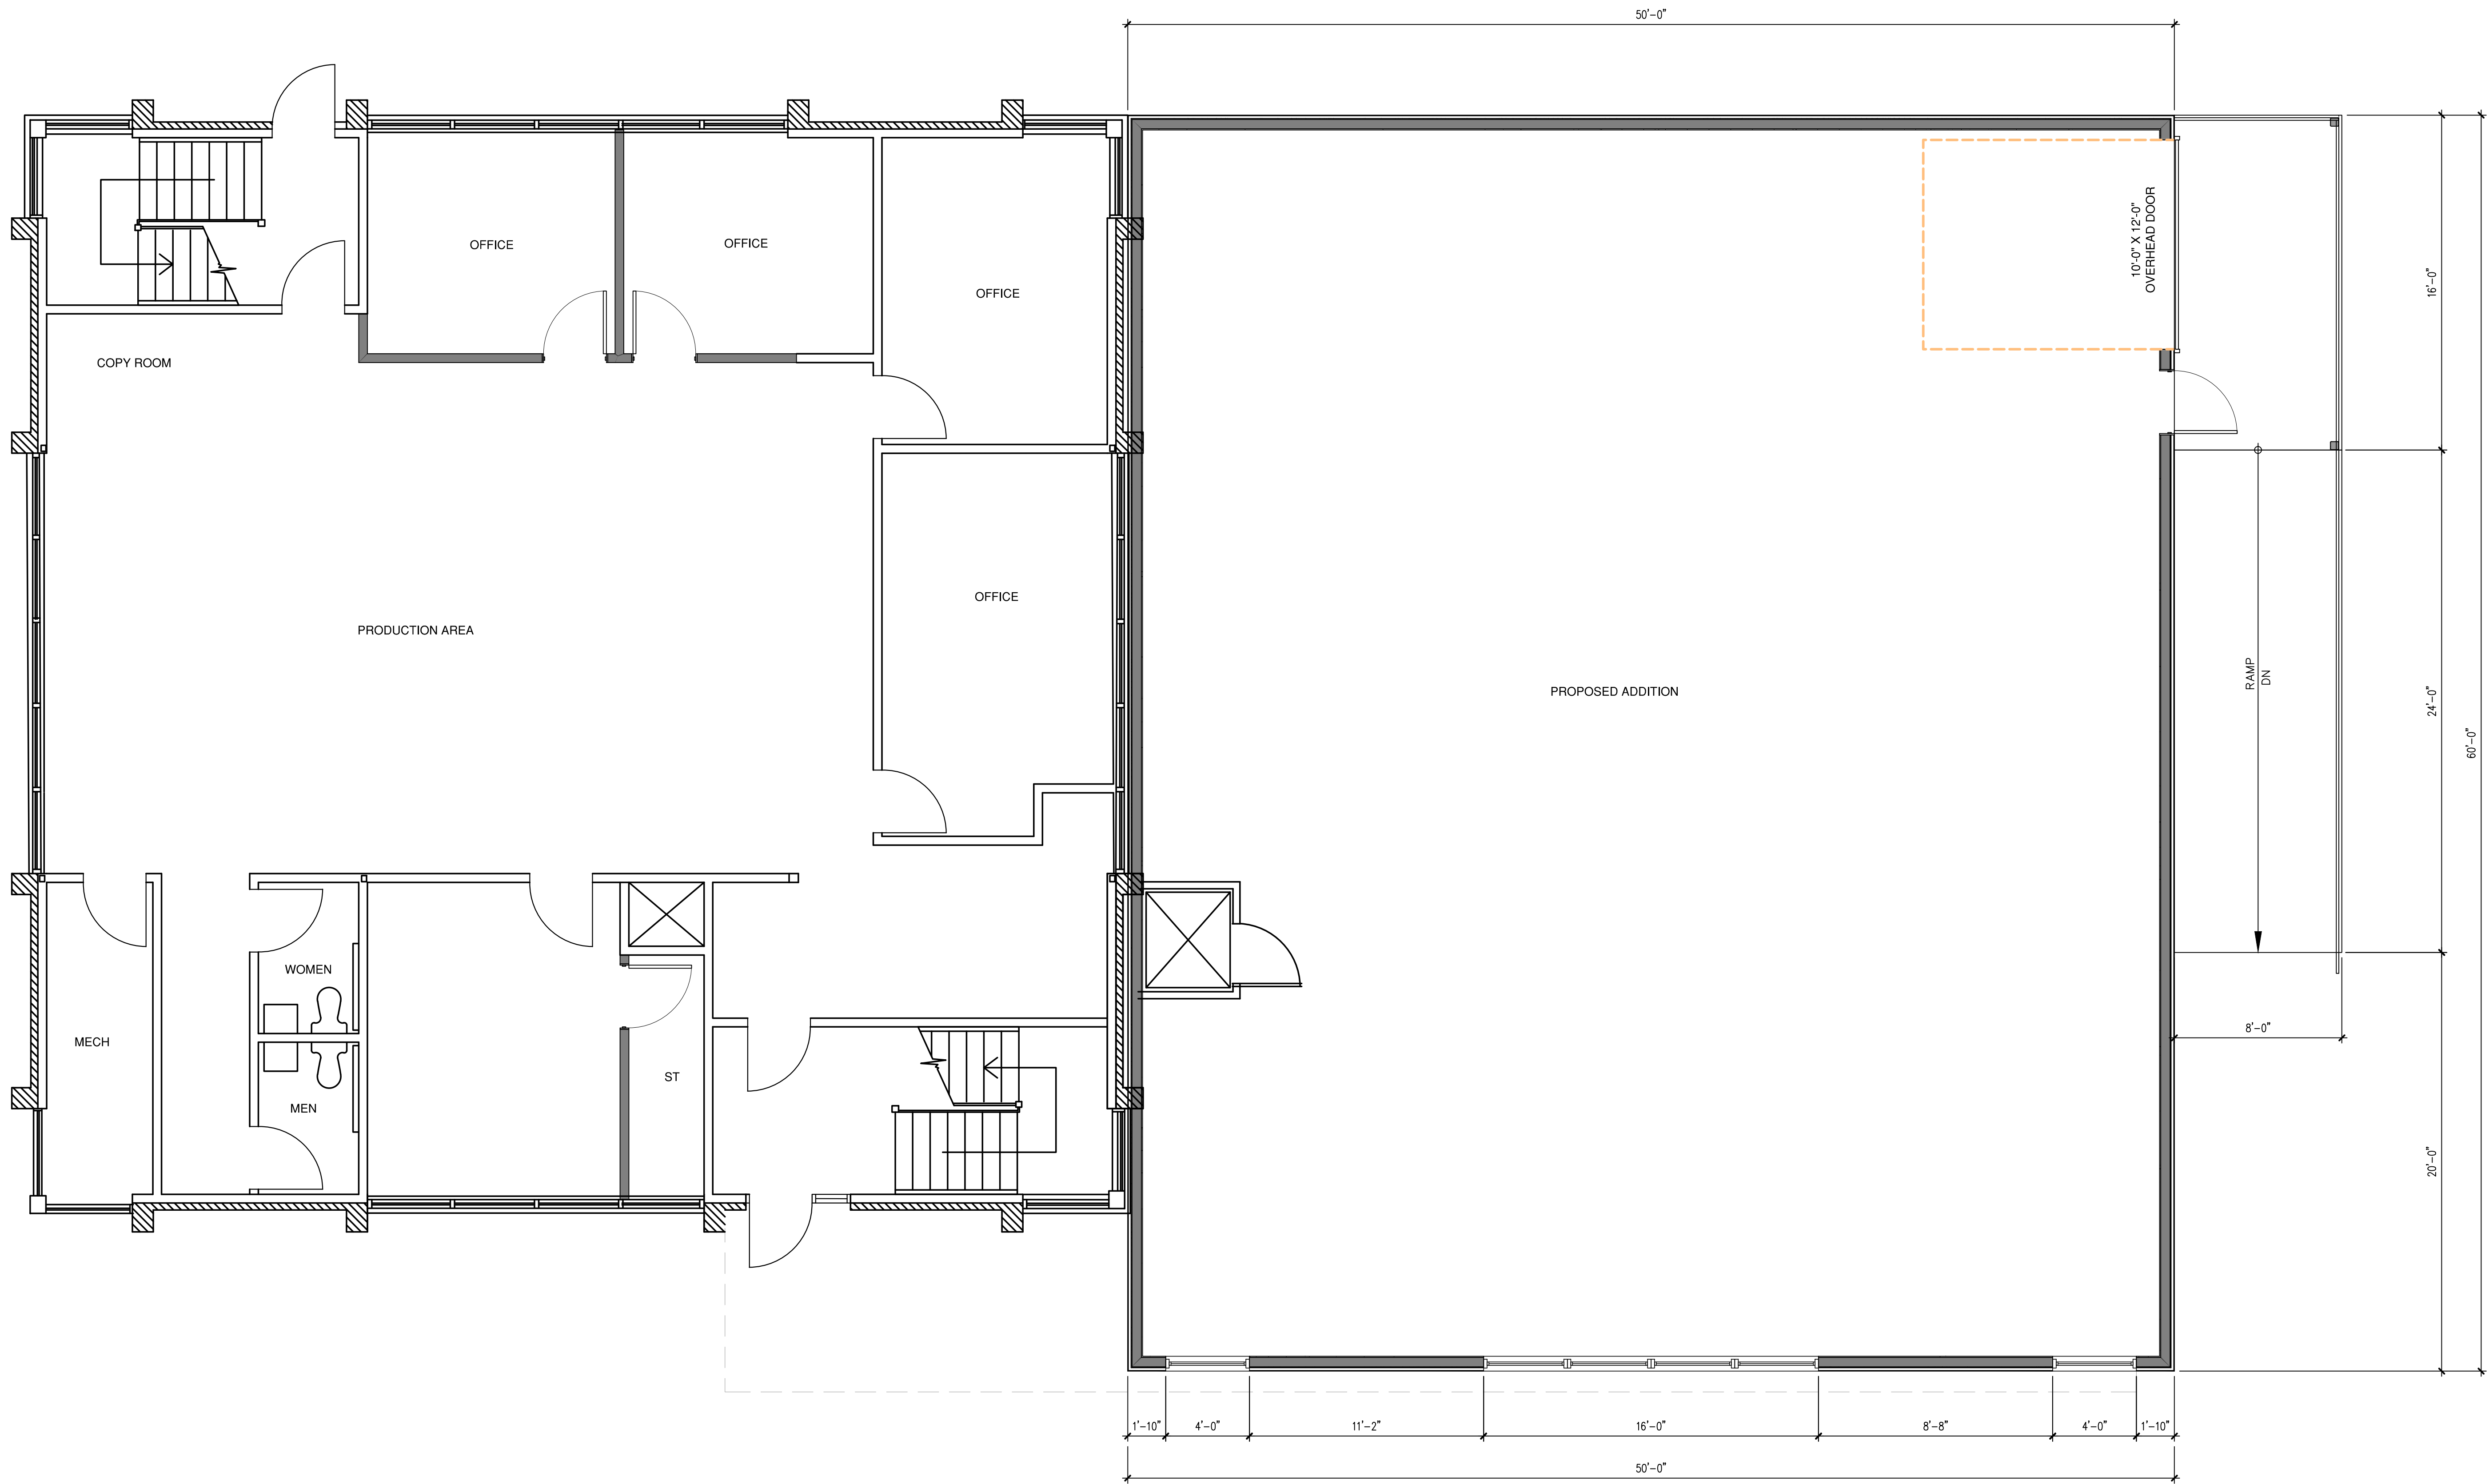 50'-0"
OFFICE
OFFICE
OFFICE
10'-0" X 12'-0"
OVERHEAD DOOR
16'-0"
COPY ROOM
OFFICE
PRODUCTION AREA
PROPOSED ADDITION
RAMP
DN
24'-0"
60'-0"
WOMEN
MECH
8'-0"
ST
MEN
20'-0"
1'-10"
4'-0"
11'-2"
16'-0"
8'-8"
4'-0"
1'-10"
50'-0"